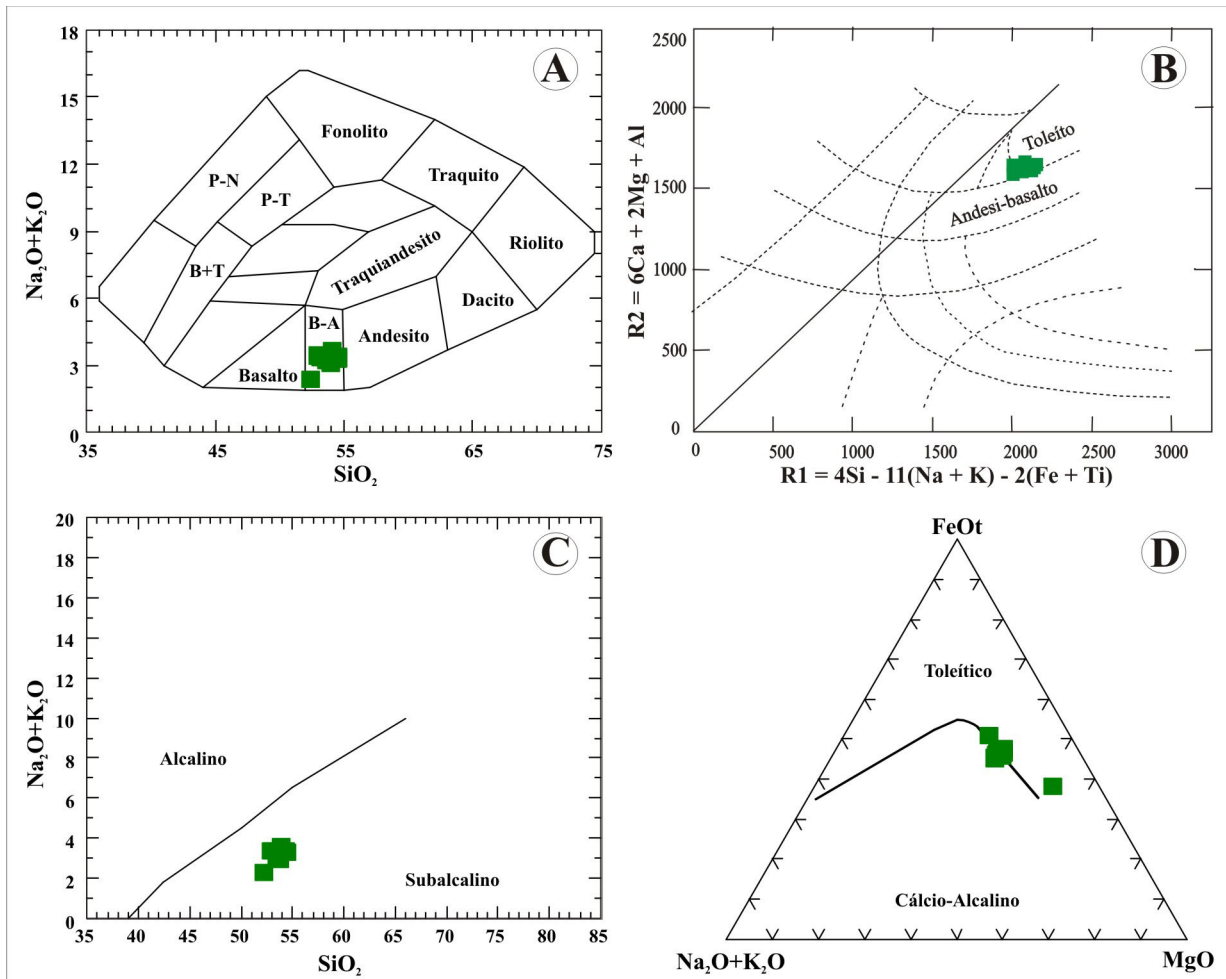 A
Na₂O+K₂O
18
15
12
9
6
3
0
Fonolito
P-N
P-T
Traquito
B+T
Riolito
Traquiandesito
Dacito
B-A
Andesito
Basalto
36
45
55
65
75
SiO₂
B
R2 = 6Ca + 2Mg + Al
2500
2000
1500
1000
500
0
Toleíto
Andesi-basalto
0
500
1000
1500
2000
2500
3000
R1 = 4Si - 11(Na + K) - 2(Fe + Ti)
C
Na₂O+K₂O
20
18
16
14
12
10
8
6
4
2
0
Alcalino
Subalcalino
35
40
45
50
55
60
65
70
75
80
85
SiO₂
D
FeOt
Toleítico
Cálcio-Alcalino
Na₂O+K₂O
MgO